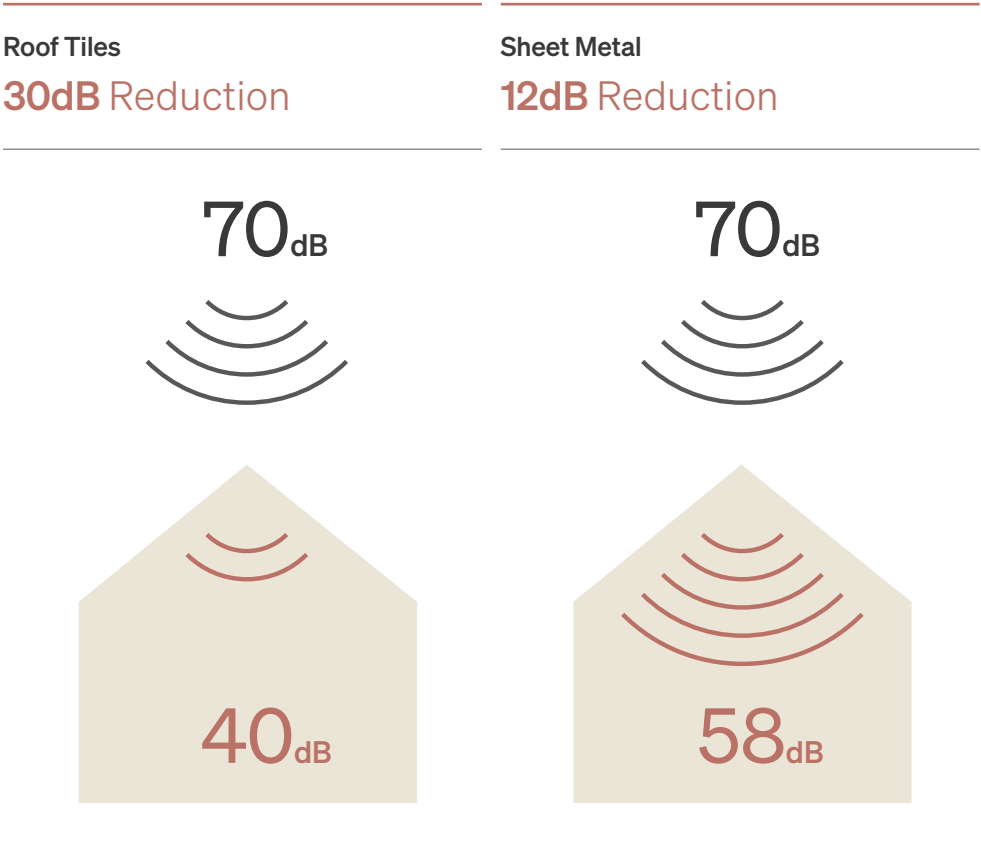 Roof Tiles
30dB Reduction
70dB
40dB
Sheet Metal
12dB Reduction
70dB
58dB